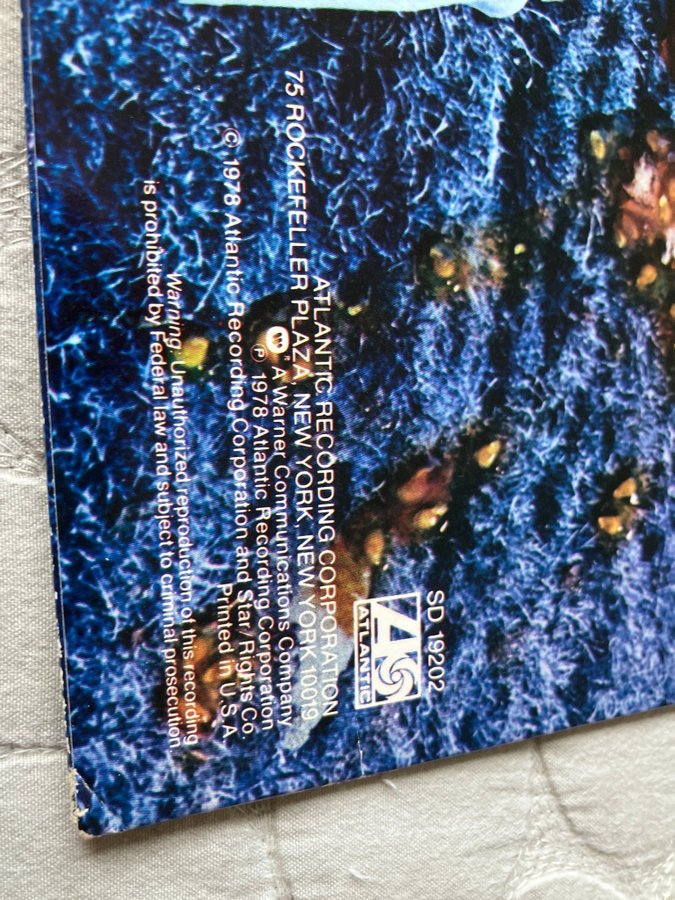 SD 19202
ATLANTIC
ATLANTIC RECORDING CORPORATION
75 ROCKEFELLER PLAZA, NEW YORK, NEW YORK 10019
® A Warner Communications Company
℗ 1978 Atlantic Recording Corporation
© 1978 Atlantic Recording Corporation and Star/Rights Co.
Printed in U.S.A.
Warning: Unauthorized reproduction of this recording
is prohibited by Federal law and subject to criminal prosecution.